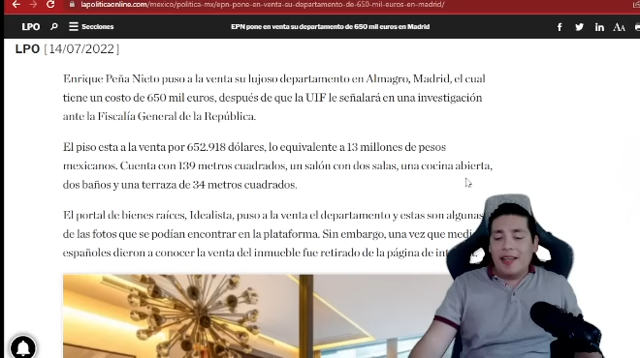 lapoliticaonline.com/mexico/politica-mx/epn-pone-en-venta-su-departamento-de-650-mil-euros-en-madrid/
LPO Secciones EPN pone en venta su departamento de 650 mil euros en Madrid
LPO [14/07/2022]
Enrique Peña Nieto puso a la venta su lujoso departamento en Almagro, Madrid, el cual
tiene un costo de 650 mil euros, después de que la UIF le señalará en una investigación
ante la Fiscalía General de la República.
El piso esta a la venta por 652.918 dólares, lo equivalente a 13 millones de pesos
mexicanos. Cuenta con 139 metros cuadrados, un salón con dos salas, una cocina abierta,
dos baños y una terraza de 34 metros cuadrados.
El portal de bienes raíces, Idealista, puso a la venta el departamento y estas son algunas
de las fotos que se podían encontrar en la plataforma. Sin embargo, una vez que
españoles dieron a conocer la venta del inmueble fue retirado de la página de